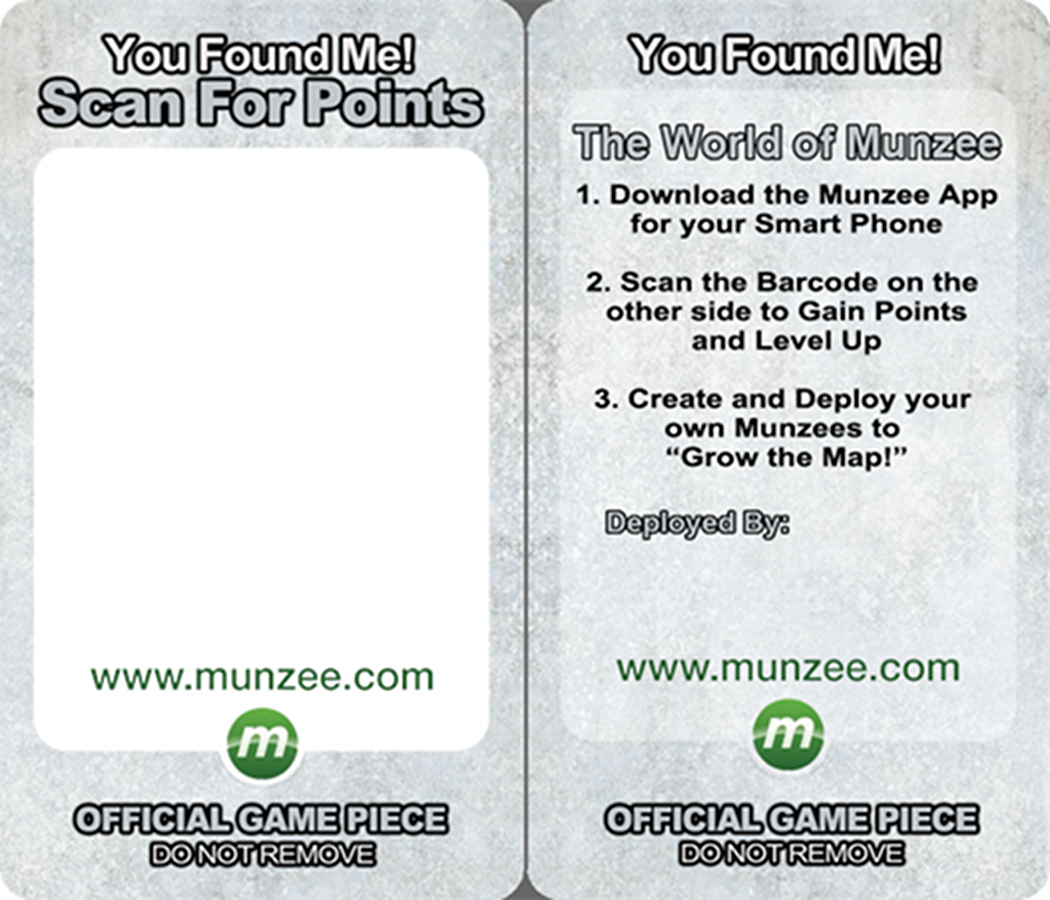 You Found Me!
Scan For Points
www.munzee.com
m
OFFICIAL GAME PIECE
DO NOT REMOVE
You Found Me!
The World of Munzee
1. Download the Munzee App
for your Smart Phone
2. Scan the Barcode on the
other side to Gain Points
and Level Up
3. Create and Deploy your
own Munzees to
“Grow the Map!”
Deployed By:
www.munzee.com
m
OFFICIAL GAME PIECE
DO NOT REMOVE